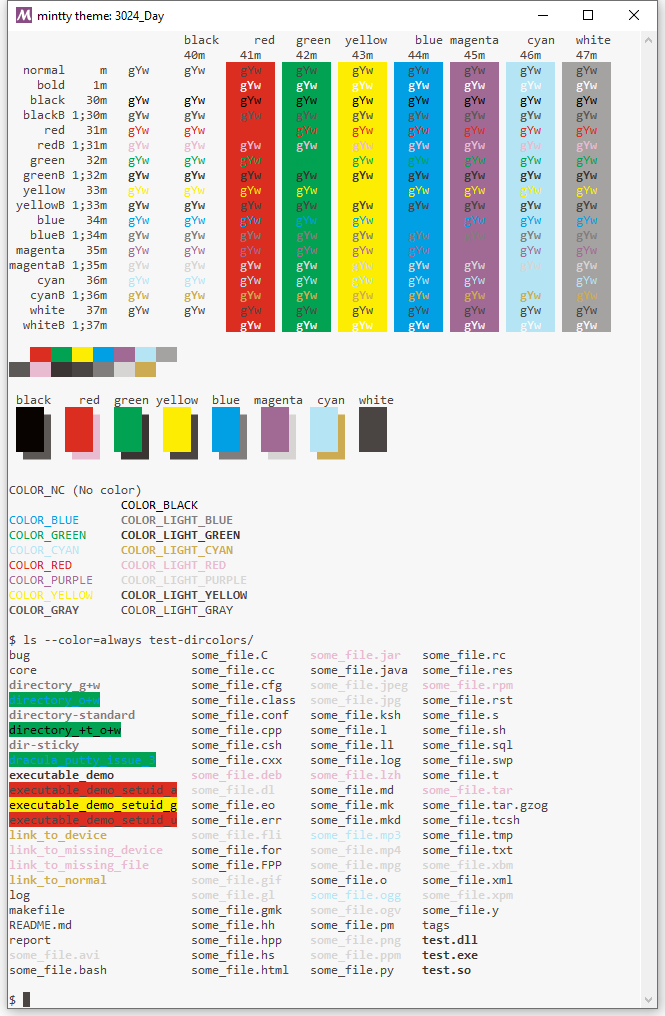 mintty theme: 3024_Day
black red green yellow blue magenta cyan white
40m 41m 42m 43m 44m 45m 46m 47m
normal m gYw gYw gYw gYw gYw gYw gYw gYw gYw
bold 1m gYw gYw gYw gYw gYw gYw gYw
black 30m gYw gYw gYw gYw gYw gYw gYw gYw gYw
blackB 1;30m gYw gYw gYw gYw gYw gYw gYw gYw gYw
red 31m gYw gYw gYw gYw gYw gYw gYw gYw
redB 1;31m gYw gYw gYw gYw gYw gYw gYw gYw gYw
green 32m gYw gYw gYw gYw gYw gYw gYw gYw
greenB 1;32m gYw gYw gYw gYw gYw gYw gYw gYw gYw
yellow 33m gYw gYw gYw gYw gYw gYw gYw gYw
yellowB 1;33m gYw gYw gYw gYw gYw gYw gYw gYw gYw
blue 34m gYw gYw gYw gYw gYw gYw gYw gYw
blueB 1;34m gYw gYw gYw gYw gYw gYw gYw gYw gYw
magenta 35m gYw gYw gYw gYw gYw gYw gYw gYw
magentaB 1;35m gYw gYw gYw gYw gYw gYw gYw gYw gYw
cyan 36m gYw gYw gYw gYw gYw gYw gYw gYw
cyanB 1;36m gYw gYw gYw gYw gYw gYw gYw gYw gYw
white 37m gYw gYw gYw gYw gYw gYw gYw gYw gYw
whiteB 1;37m gYw gYw gYw gYw gYw gYw gYw
black red green yellow blue magenta cyan white
COLOR_NC (No color)
COLOR_BLACK
COLOR_BLUE COLOR_LIGHT_BLUE
COLOR_GREEN COLOR_LIGHT_GREEN
COLOR_CYAN COLOR_LIGHT_CYAN
COLOR_RED COLOR_LIGHT_RED
COLOR_PURPLE COLOR_LIGHT_PURPLE
COLOR_YELLOW COLOR_LIGHT_YELLOW
COLOR_GRAY COLOR_LIGHT_GRAY
$ ls --color=always test-dircolors/
bug some_file.C some_file.jar some_file.rc
core some_file.cc some_file.java some_file.res
directory_g+w some_file.cfg some_file.jpeg some_file.rpm
directory_o+w some_file.class some_file.jpg some_file.rst
directory-standard some_file.conf some_file.ksh some_file.s
directory_+t_o+w some_file.cpp some_file.l some_file.sh
dir-sticky some_file.csh some_file.ll some_file.sql
some_file.cxx some_file.log some_file.swp
executable_demo some_file.deb some_file.lzh some_file.t
some_file.dl some_file.md some_file.tar
executable_demo_setuid_g some_file.eo some_file.mk some_file.tar.gzog
executable_demo_setuid_u some_file.err some_file.mkd some_file.tcsh
link_to_device some_file.fli some_file.mp3 some_file.tmp
link_to_missing_device some_file.for some_file.mp4 some_file.txt
link_to_missing_file some_file.FPP some_file.mpg some_file.xbm
link_to_normal some_file.gif some_file.o some_file.xml
log some_file.gl some_file.ogg some_file.xpm
makefile some_file.gmk some_file.ogv some_file.y
README.md some_file.hh some_file.pm tags
report some_file.hpp some_file.png test.dll
some_file.avi some_file.hs some_file.ppm test.exe
some_file.bash some_file.html some_file.py test.so
$